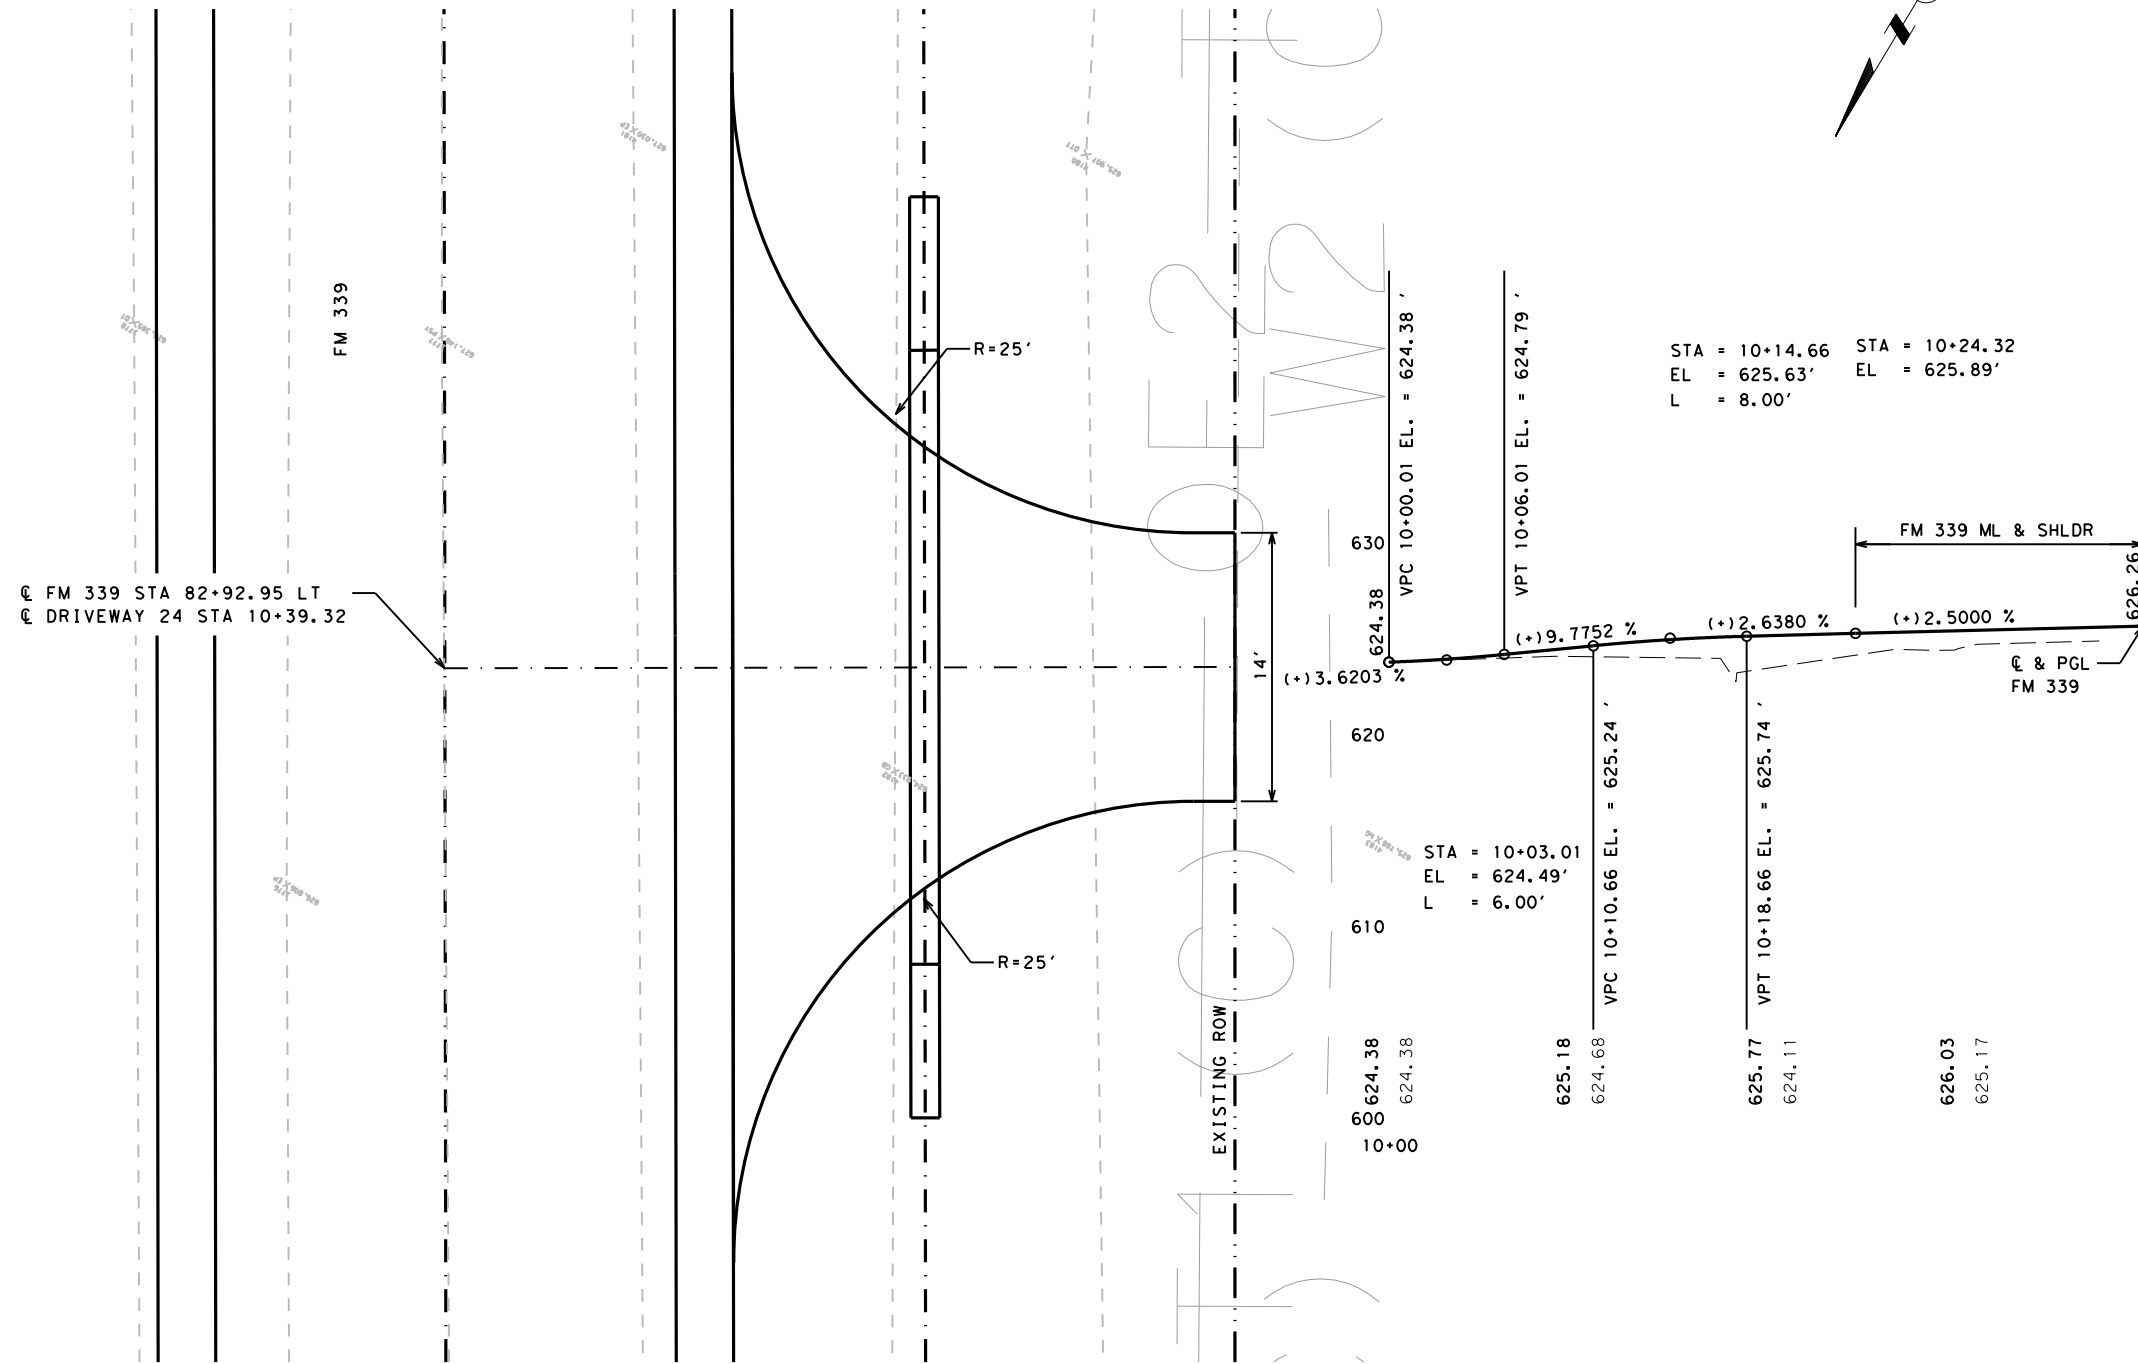 FM 339
R=25'
℄ FM 339 STA 82+92.95 LT
℄ DRIVEWAY 24 STA 10+39.32
14'
R=25'
EXISTING ROW
VPC 10+00.01 EL. = 624.38 '
VPT 10+06.01 EL. = 624.79 '
STA = 10+14.66
EL = 625.63'
L = 8.00'
STA = 10+24.32
EL = 625.89'
FM 339 ML & SHLDR
630
624.38
626.26
(+)3.6203 %
(+)9.7752 %
(+)2.6380 %
(+)2.5000 %
℄ & PGL
FM 339
620
VPC 10+10.66 EL. = 625.24 '
VPT 10+18.66 EL. = 625.74 '
STA = 10+03.01
EL = 624.49'
L = 6.00'
610
624.38
624.38
625.18
624.68
625.77
624.11
626.03
625.17
600
10+00